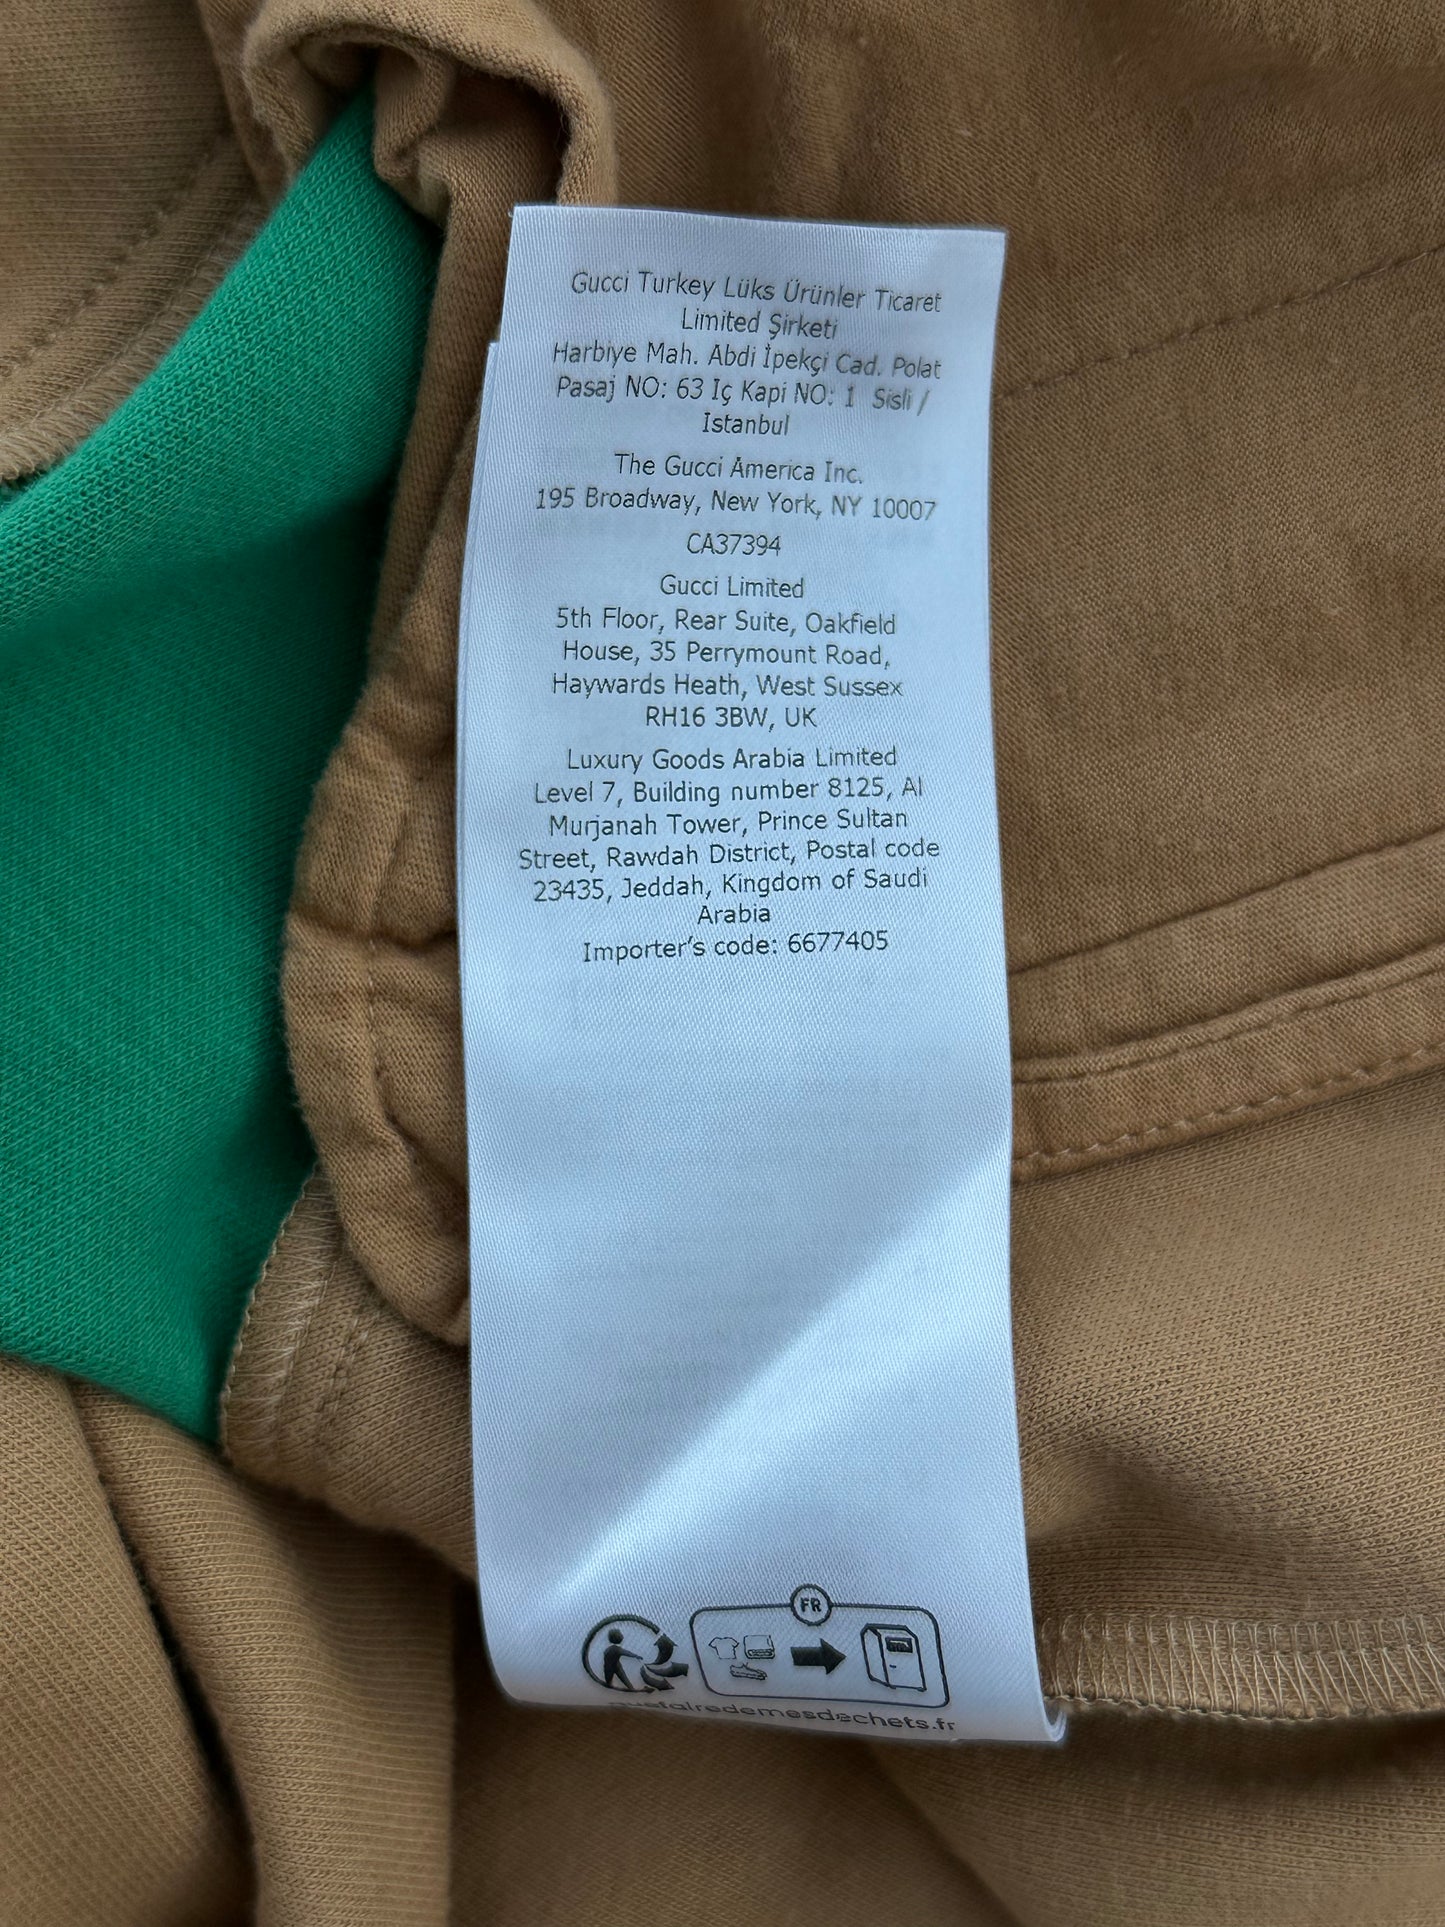 Gucci Turkey Lüks Ürünler Ticaret
Limited Şirketi
Harbiye Mah. Abdi İpekçi Cad. Polat
Pasaj NO: 63 Iç Kapi NO: 1 Sisli /
Istanbul
The Gucci America Inc.
195 Broadway, New York, NY 10007
CA37394
Gucci Limited
5th Floor, Rear Suite, Oakfield
House, 35 Perrymount Road,
Haywards Heath, West Sussex
RH16 3BW, UK
Luxury Goods Arabia Limited
Level 7, Building number 8125, Al
Murjanah Tower, Prince Sultan
Street, Rawdah District, Postal code
23435, Jeddah, Kingdom of Saudi
Arabia
Importer's code: 6677405
FR
quefairedemesdechets.fr